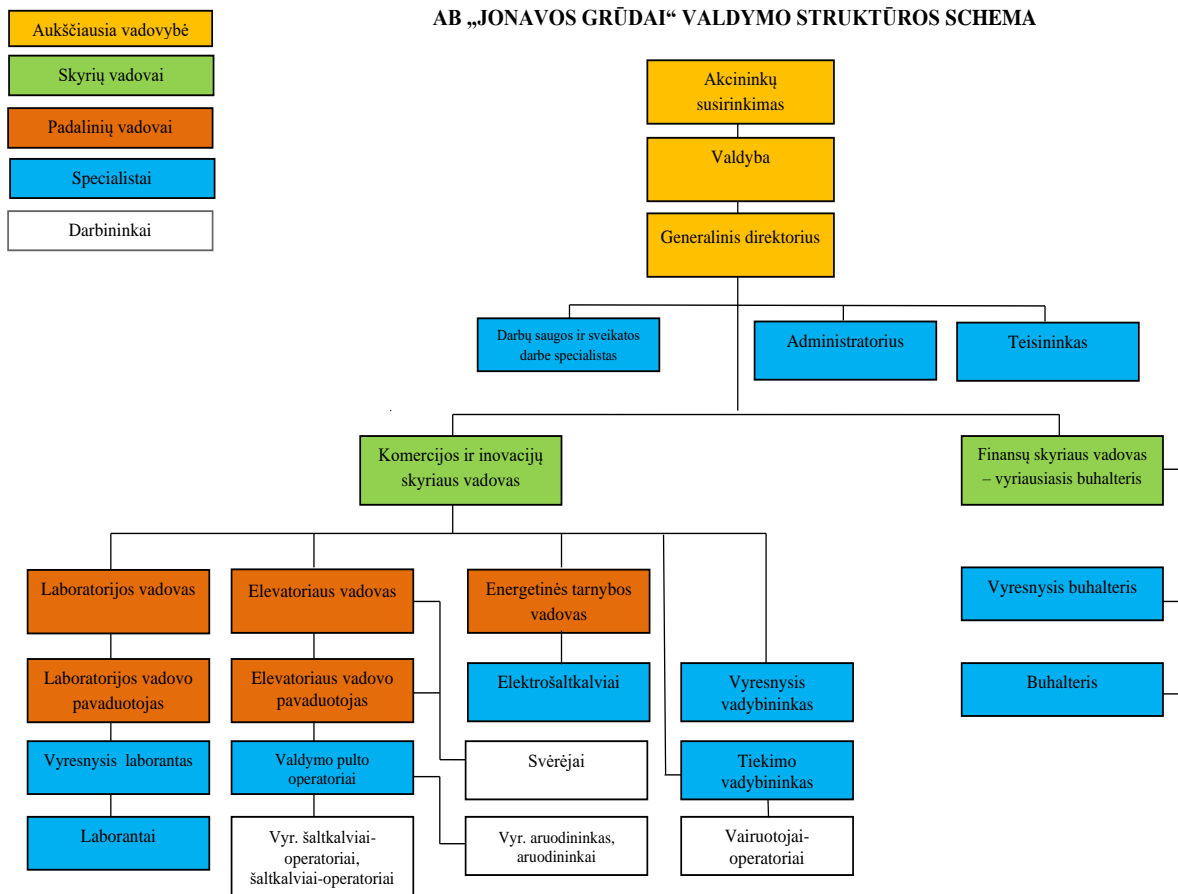 AB „JONAVOS GRŪDAI“ VALDYMO STRUKTŪROS SCHEMA
Aukščiausia vadovybė
Skyrių vadovai
Padalinių vadovai
Specialistai
Darbininkai
Akcininkų
susirinkimas
Valdyba
Generalinis direktorius
Darbų saugos ir sveikatos
darbe specialistas
Administratorius
Teisininkas
Komercijos ir inovacijų
skyriaus vadovas
Finansų skyriaus vadovas
– vyriausiasis buhalteris
Laboratorijos vadovas
Elevatoriaus vadovas
Energetinės tarnybos
vadovas
Vyresnysis buhalteris
Laboratorijos vadovo
pavaduotojas
Elevatoriaus vadovo
pavaduotojas
Elektrošaltkalviai
Vyresnysis
vadybininkas
Buhalteris
Vyresnysis laborantas
Valdymo pulto
operatoriai
Svėrėjai
Tiekimo
vadybininkas
Laborantai
Vyr. šaltkalviai-
operatoriai,
šaltkalviai-operatoriai
Vyr. aruodininkas,
aruodininkai
Vairuotojai-
operatoriai